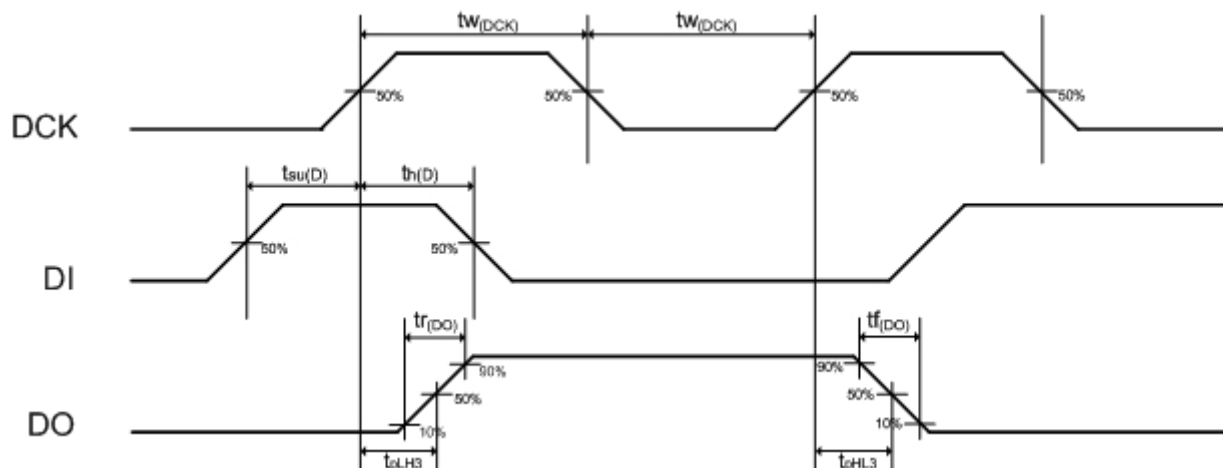 tw(DCK) tw(DCK)
50% 50% 50% 50%
DCK
tsu(D) th(D)
50% 50%
DI
tr(DO) tf(DO)
90% 90%
50% 50%
DO
10% 10%
tpLH3 tpHL3